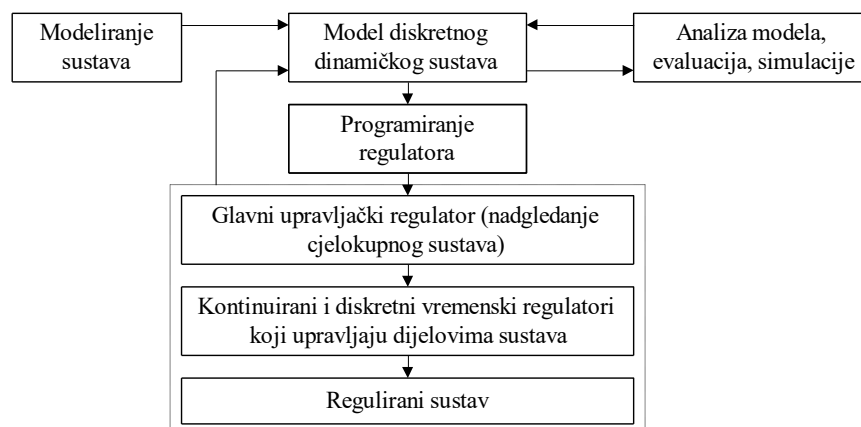 Modeliranje
sustava
Model diskretnog
dinamičkog sustava
Analiza modela,
evaluacija, simulacije
Programiranje
regulatora
Glavni upravljački regulator (nadgledanje
cjelokupnog sustava)
Kontinuirani i diskretni vremenski regulatori
koji upravljaju dijelovima sustava
Regulirani sustav